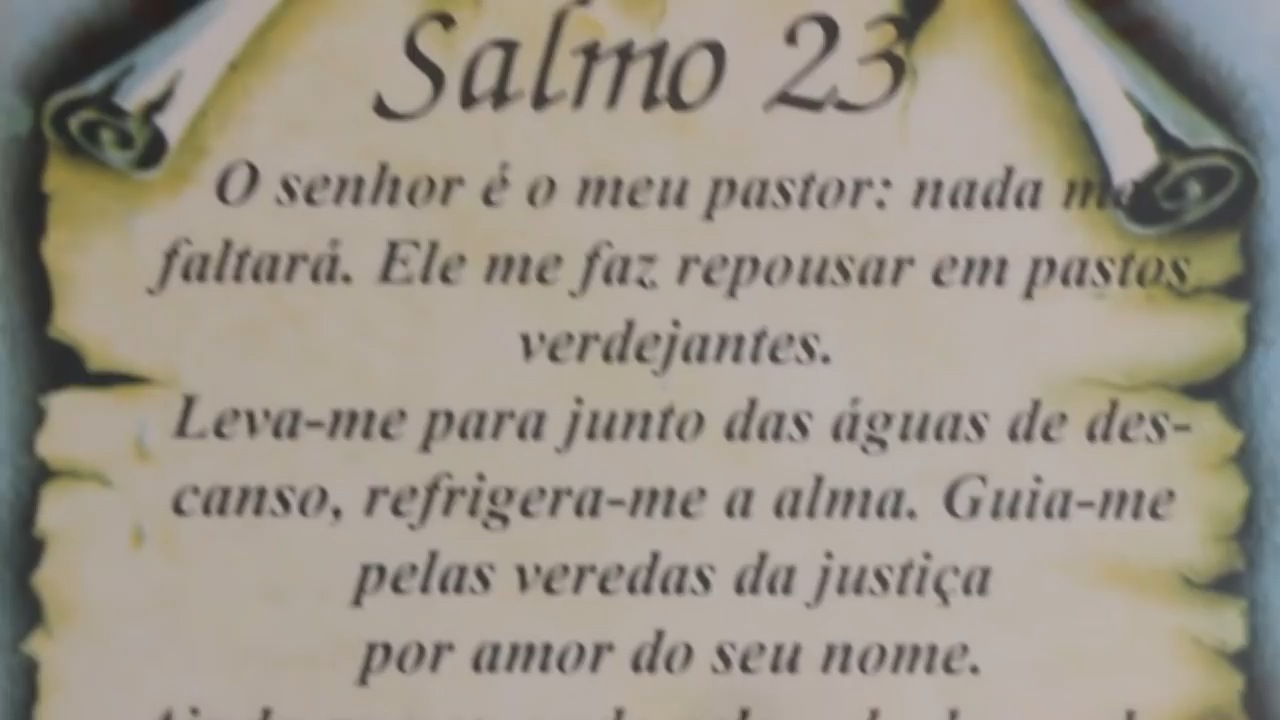 Salmo 23
O senhor é o meu pastor: nada
faltará. Ele me faz repousar em pastos
verdejantes.
Leva-me para junto das águas de des-
canso, refrigera-me a alma. Guia-me
pelas veredas da justiça
por amor do seu nome.